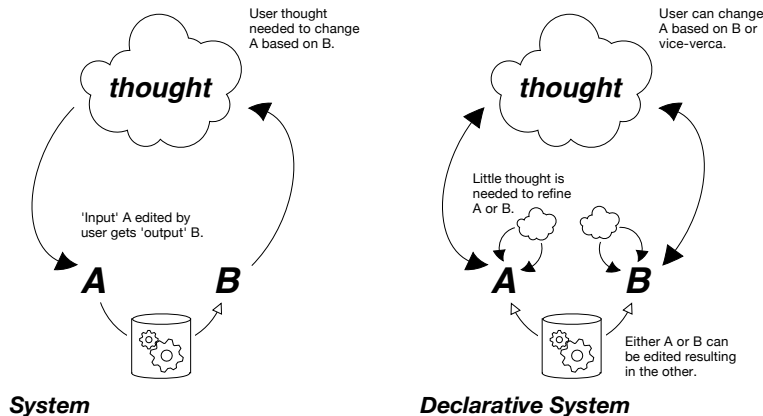 User thought
needed to change
A based on B.
thought
'Input' A edited by
user gets 'output' B.
A
B
System
User can change
A based on B or
vice-verca.
thought
Little thought is
needed to refine
A or B.
A
B
Either A or B can
be edited resulting
in the other.
Declarative System